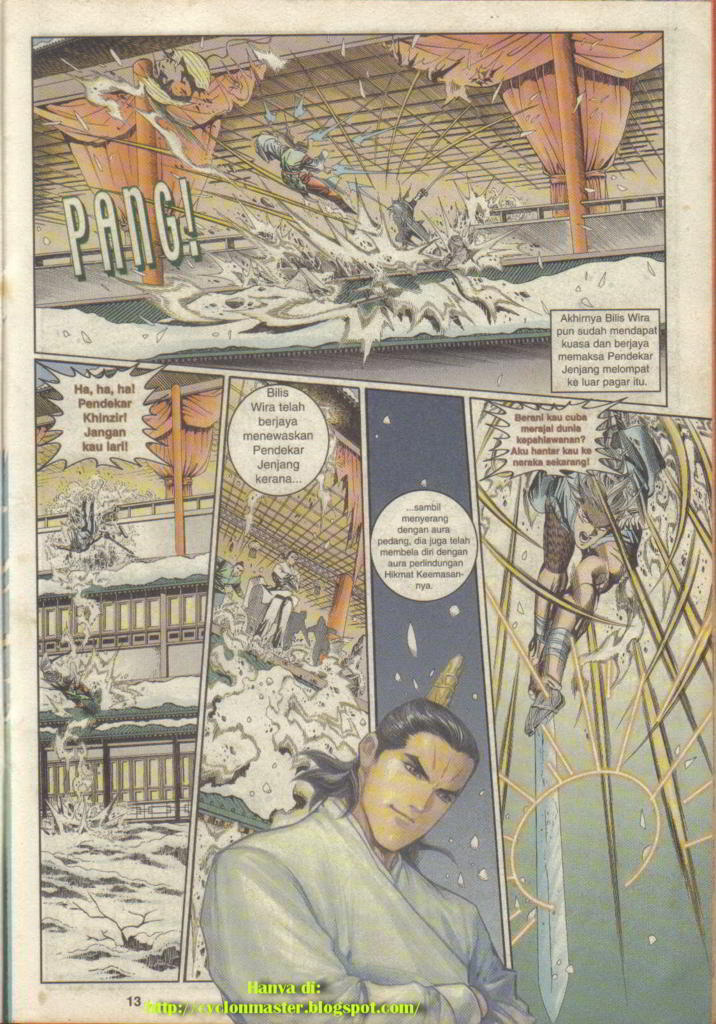 PANG!
Akhirnya Bilis Wira
pun sudah mendapat
kuasa dan berjaya
memaksa Pendekar
Jenjang melompat
ke luar pagar itu.
Ha, ha, ha!
Pendekar
Khinzir!
Jangan
kau lari!
Bilis
Wira telah
berjaya
menewaskan
Pendekar
Jenjang
kerana...
...sambil
menyerang
dengan aura
pedang, dia juga telah
membela diri dengan
aura perlindungan
Hikmat Keemasan-
nya.
Berani kau cuba
merajai dunia
kepahlawanan?
Aku hantar kau ke
neraka sekarang!
13
Hanya di:
http://cyclonmaster.blogspot.com/